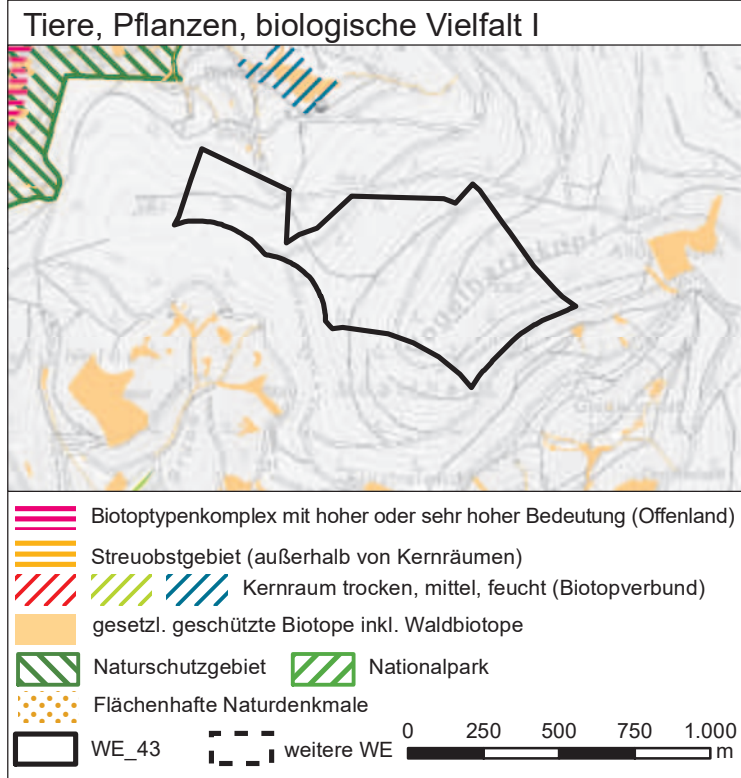 Tiere, Pflanzen, biologische Vielfalt I
Biotoptypenkomplex mit hoher oder sehr hoher Bedeutung (Offenland)
Streuobstgebiet (außerhalb von Kernräumen)
Kernraum trocken, mittel, feucht (Biotopverbund)
gesetzl. geschützte Biotope inkl. Waldbiotope
Naturschutzgebiet Nationalpark
Flächenhafte Naturdenkmale
WE_43 weitere WE 0 250 500 750 1.000 m